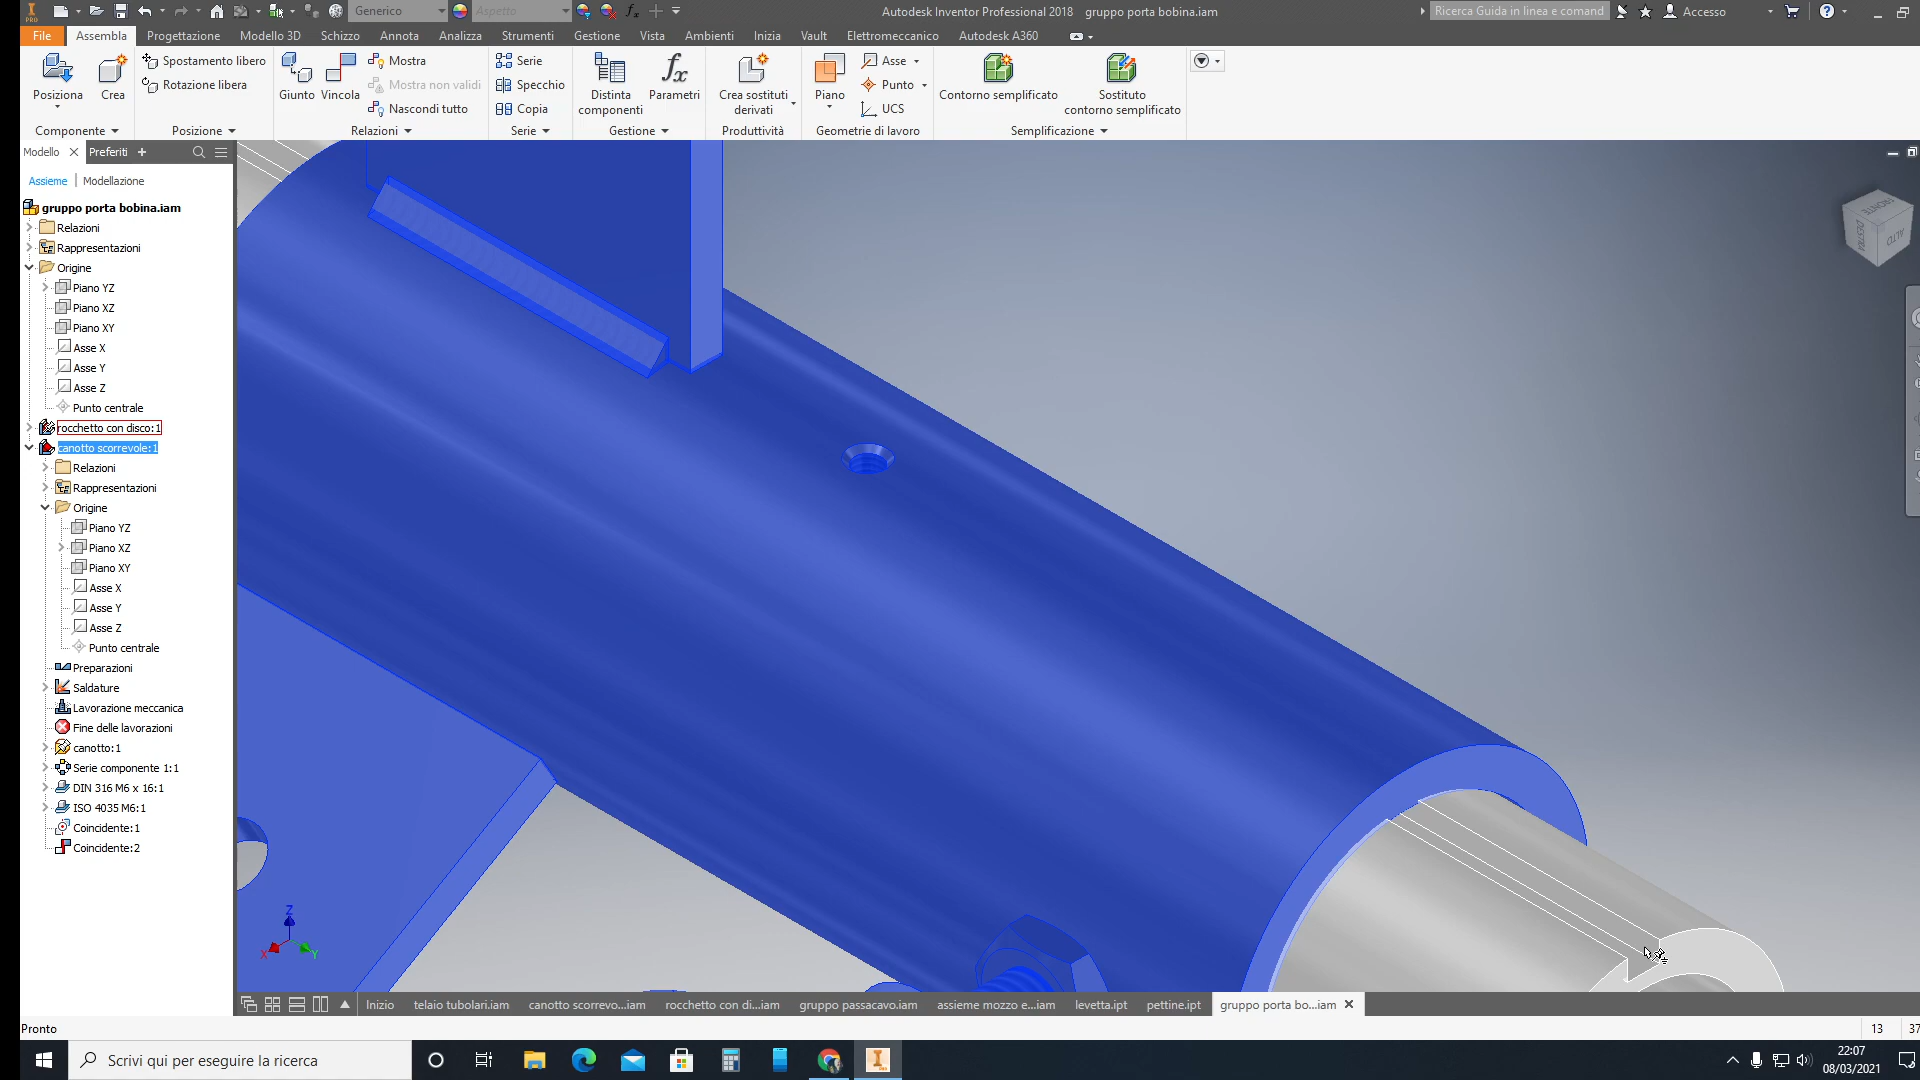 Generico
Aspetto
Autodesk Inventor Professional 2018 gruppo porta bobina.iam
Ricerca Guida in linea e comand
Accesso
File Assembla Progettazione Modello 3D Schizzo Annota Analizza Strumenti Gestione Vista Ambienti Inizia Vault Elettromeccanico Autodesk A360
Posiziona
Crea
Spostamento libero
Rotazione libera
Giunto
Vincola
Mostra
Mostra non validi
Nascondi tutto
Serie
Specchio
Copia
Distinta
componenti
Parametri
Crea sostituti
derivati
Piano
Asse
Punto
UCS
Contorno semplificato
Sostituto
contorno semplificato
Componente Posizione Relazioni Serie Gestione Produttività Geometrie di lavoro Semplificazione
Modello Preferiti
Assieme Modellazione
gruppo porta bobina.iam
Relazioni
Rappresentazioni
Origine
Piano YZ
Piano XZ
Piano XY
Asse X
Asse Y
Asse Z
Punto centrale
rocchetto con disco:1
canotto scorrevole:1
Relazioni
Rappresentazioni
Origine
Piano YZ
Piano XZ
Piano XY
Asse X
Asse Y
Asse Z
Punto centrale
Preparazioni
Saldature
Lavorazione meccanica
Fine delle lavorazioni
canotto:1
Serie componente 1:1
DIN 316 M6 x 16:1
ISO 4035 M6:1
Coincidente:1
Coincidente:2
FRONTE
DESTRA
ALTO
Z
X
Y
Inizio telaio tubolari.iam canotto scorrevo...iam rocchetto con di...iam gruppo passacavo.iam assieme mozzo e...iam levetta.ipt pettine.ipt gruppo porta bo...iam
Pronto
13
37
Scrivi qui per eseguire la ricerca
22:07
08/03/2021